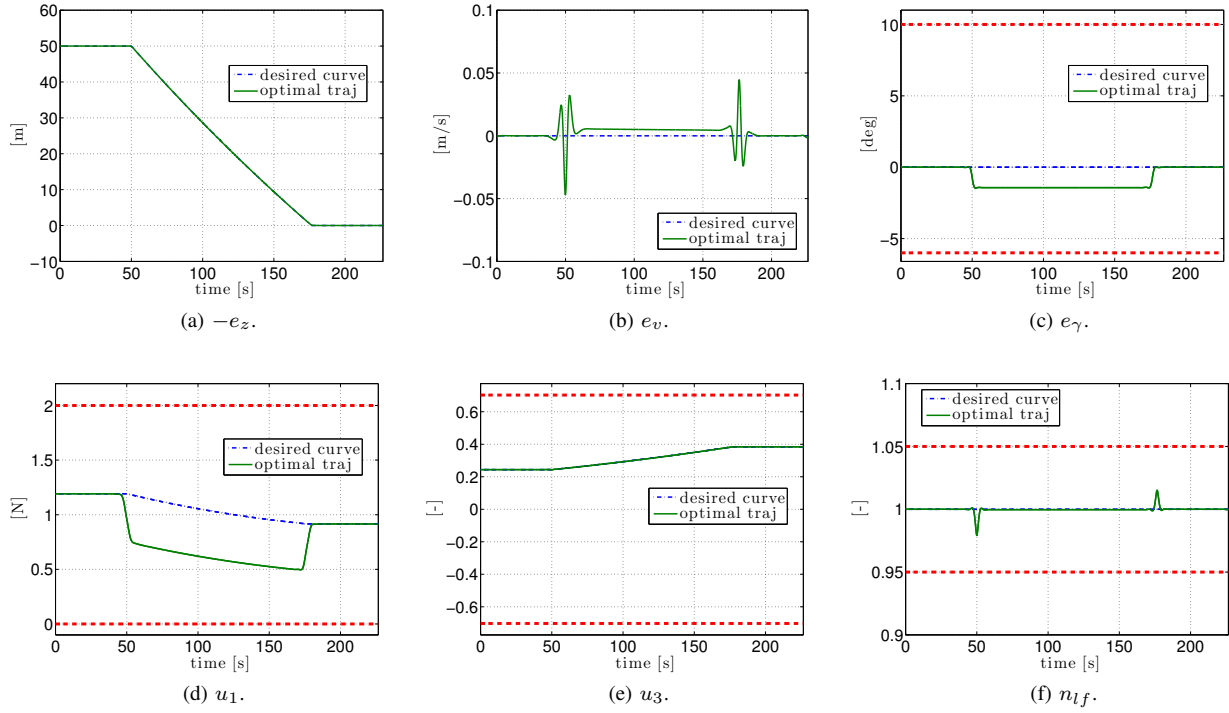 60
50
40
30
20
10
0
−10
[m]
0 50 100 150 200
time [s]
desired curve
optimal traj
(a) −e_z.
0.1
0.05
0
−0.05
−0.1
[m/s]
0 50 100 150 200
time [s]
desired curve
optimal traj
(b) e_v.
10
5
0
−5
[deg]
0 50 100 150 200
time [s]
desired curve
optimal traj
(c) e_γ.
2
1.5
1
0.5
0
[N]
0 50 100 150 200
time [s]
desired curve
optimal traj
(d) u_1.
0.6
0.4
0.2
0
−0.2
−0.4
−0.6
[-]
0 50 100 150 200
time [s]
desired curve
optimal traj
(e) u_3.
1.1
1.05
1
0.95
0.9
[-]
0 50 100 150 200
time [s]
desired curve
optimal traj
(f) n_{lf}.